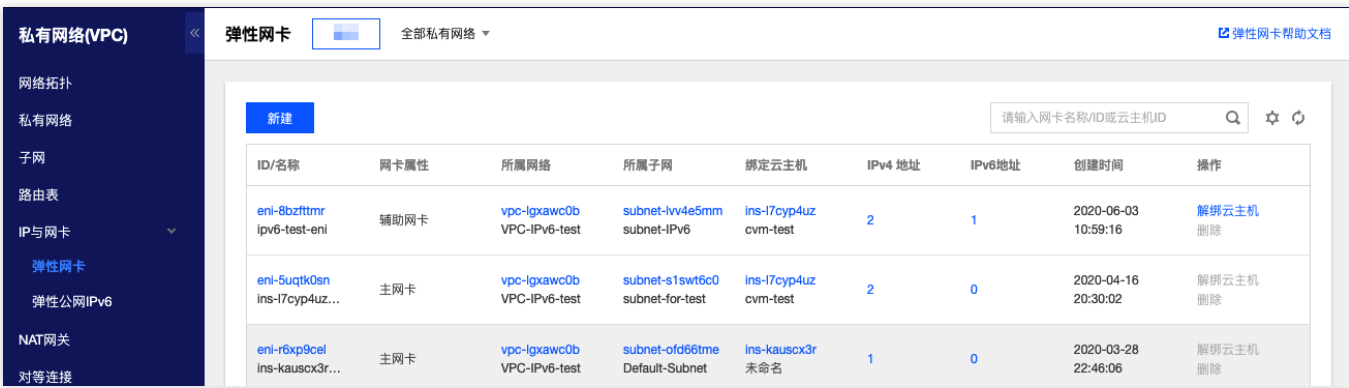 私有网络(VPC)
弹性网卡
全部私有网络
弹性网卡帮助文档
网络拓扑
私有网络
子网
路由表
IP与网卡
弹性网卡
弹性公网IPv6
NAT网关
对等连接
新建
请输入网卡名称/ID或云主机ID
ID/名称 网卡属性 所属网络 所属子网 绑定云主机 IPv4 地址 IPv6地址 创建时间 操作
eni-8bzfttmr vpc-lgxawc0b subnet-lvv4e5mm ins-l7cyp4uz 2020-06-03 解绑云主机
辅助网卡 2 1
ipv6-test-eni VPC-IPv6-test subnet-IPv6 cvm-test 10:59:16 删除
eni-5uqtk0sn vpc-lgxawc0b subnet-s1swt6c0 ins-l7cyp4uz 2020-04-16 解绑云主机
主网卡 2 0
ins-l7cyp4uz... VPC-IPv6-test subnet-for-test cvm-test 20:30:02 删除
eni-r6xp9cel vpc-lgxawc0b subnet-ofd66tme ins-kauscx3r 2020-03-28 解绑云主机
主网卡 1 0
ins-kauscx3r... VPC-IPv6-test Default-Subnet 未命名 22:46:06 删除